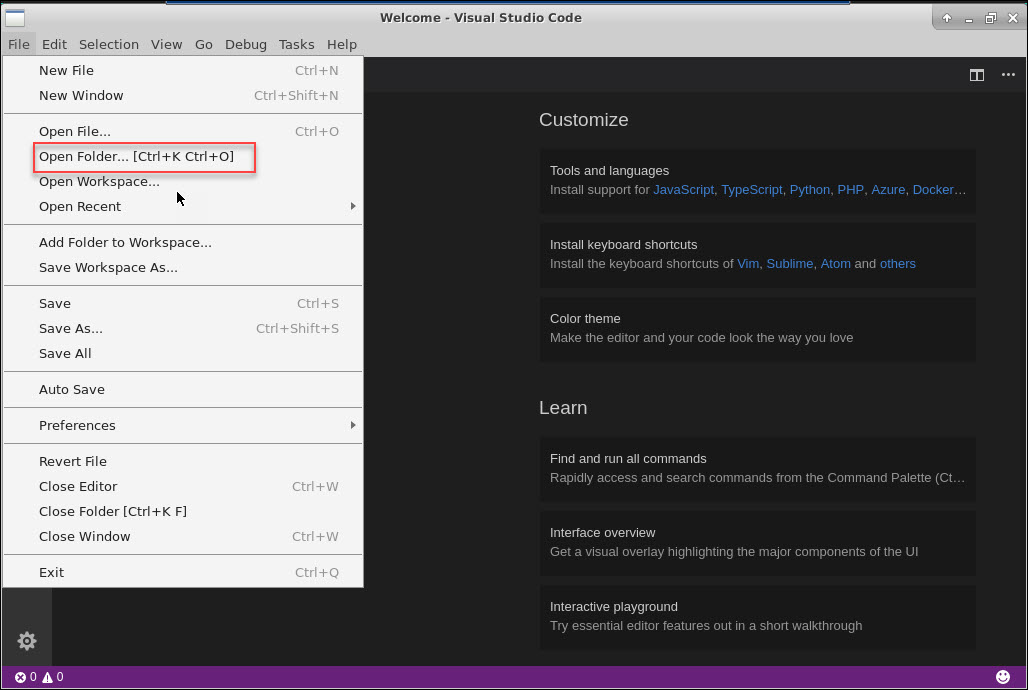 Welcome - Visual Studio Code
File Edit Selection View Go Debug Tasks Help
New File Ctrl+N
New Window Ctrl+Shift+N
Open File... Ctrl+O
Open Folder... [Ctrl+K Ctrl+O]
Open Workspace...
Open Recent
Add Folder to Workspace...
Save Workspace As...
Save Ctrl+S
Save As... Ctrl+Shift+S
Save All
Auto Save
Preferences
Revert File
Close Editor Ctrl+W
Close Folder [Ctrl+K F]
Close Window Ctrl+W
Exit Ctrl+Q
Customize
Tools and languages
Install support for JavaScript, TypeScript, Python, PHP, Azure, Docker…
Install keyboard shortcuts
Install the keyboard shortcuts of Vim, Sublime, Atom and others
Color theme
Make the editor and your code look the way you love
Learn
Find and run all commands
Rapidly access and search commands from the Command Palette (Ct…
Interface overview
Get a visual overlay highlighting the major components of the UI
Interactive playground
Try essential editor features out in a short walkthrough
0 0